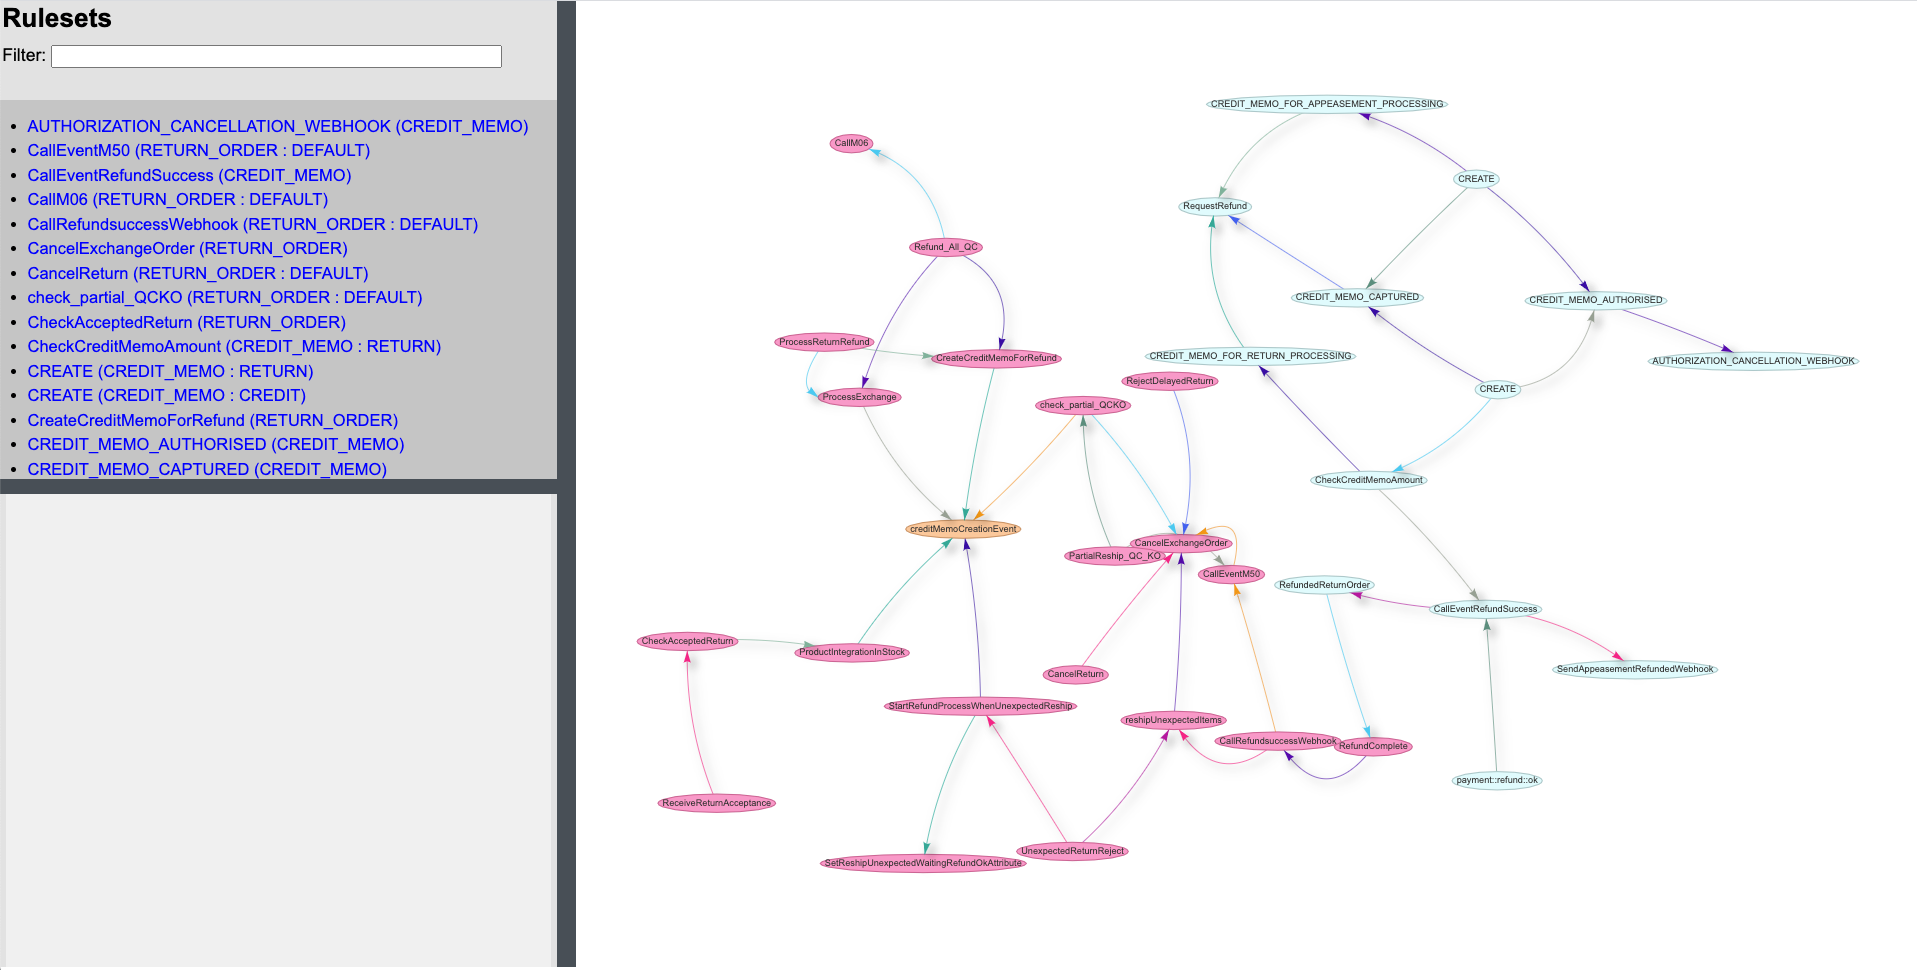 Rulesets
Filter:
AUTHORIZATION_CANCELLATION_WEBHOOK (CREDIT_MEMO)
CallEventM50 (RETURN_ORDER : DEFAULT)
CallEventRefundSuccess (CREDIT_MEMO)
CallM06 (RETURN_ORDER : DEFAULT)
CallRefundsuccessWebhook (RETURN_ORDER : DEFAULT)
CancelExchangeOrder (RETURN_ORDER)
CancelReturn (RETURN_ORDER : DEFAULT)
check_partial_QCKO (RETURN_ORDER : DEFAULT)
CheckAcceptedReturn (RETURN_ORDER)
CheckCreditMemoAmount (CREDIT_MEMO : RETURN)
CREATE (CREDIT_MEMO : RETURN)
CREATE (CREDIT_MEMO : CREDIT)
CreateCreditMemoForRefund (RETURN_ORDER)
CREDIT_MEMO_AUTHORISED (CREDIT_MEMO)
CREDIT_MEMO_CAPTURED (CREDIT_MEMO)
CREDIT_MEMO_FOR_APPEASEMENT_PROCESSING
CallM06
CREATE
RequestRefund
Refund_All_QC
CREDIT_MEMO_CAPTURED
CREDIT_MEMO_AUTHORISED
ProcessReturnRefund
CreateCreditMemoForRefund
CREDIT_MEMO_FOR_RETURN_PROCESSING
AUTHORIZATION_CANCELLATION_WEBHOOK
RejectDelayedReturn
CREATE
ProcessExchange
check_partial_QCKO
CheckCreditMemoAmount
creditMemoCreationEvent
CancelExchangeOrder
PartialReship_QC_KO
CallEventM50
RefundedReturnOrder
CallEventRefundSuccess
CheckAcceptedReturn
ProductIntegrationInStock
SendAppeasementRefundedWebhook
CancelReturn
StartRefundProcessWhenUnexpectedReship
reshipUnexpectedItems
CallRefundsuccessWebhook
RefundComplete
payment::refund::ok
ReceiveReturnAcceptance
UnexpectedReturnReject
SetReshipUnexpectedWaitingRefundOkAttribute